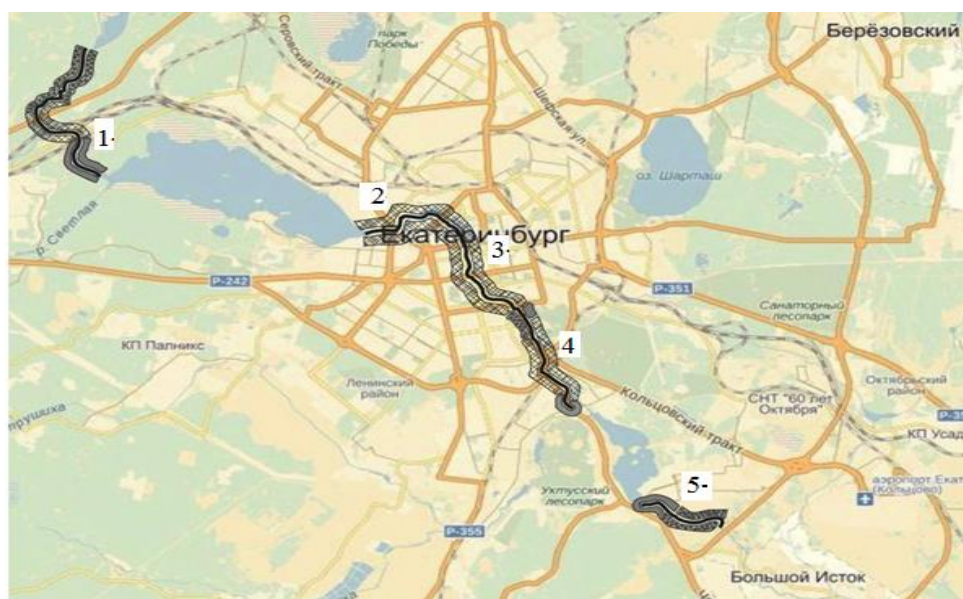 парк
Победы
Берёзовский
Серовский тракт
Шефская ул.
1-
оз. Шарташ
2
Екатеринбург
3-
р. Светлая
Р-242
Р-351
Санаторный
лесопарк
КП Палникс
4
Ленинский
район
Кольцовский тракт
СНТ "60 лет
Октября"
Октябрьский
район
КП Усад
аэропорт Екат
(Кольцово)
Уктусский
лесопарк
5-
Р-355
Большой Исток